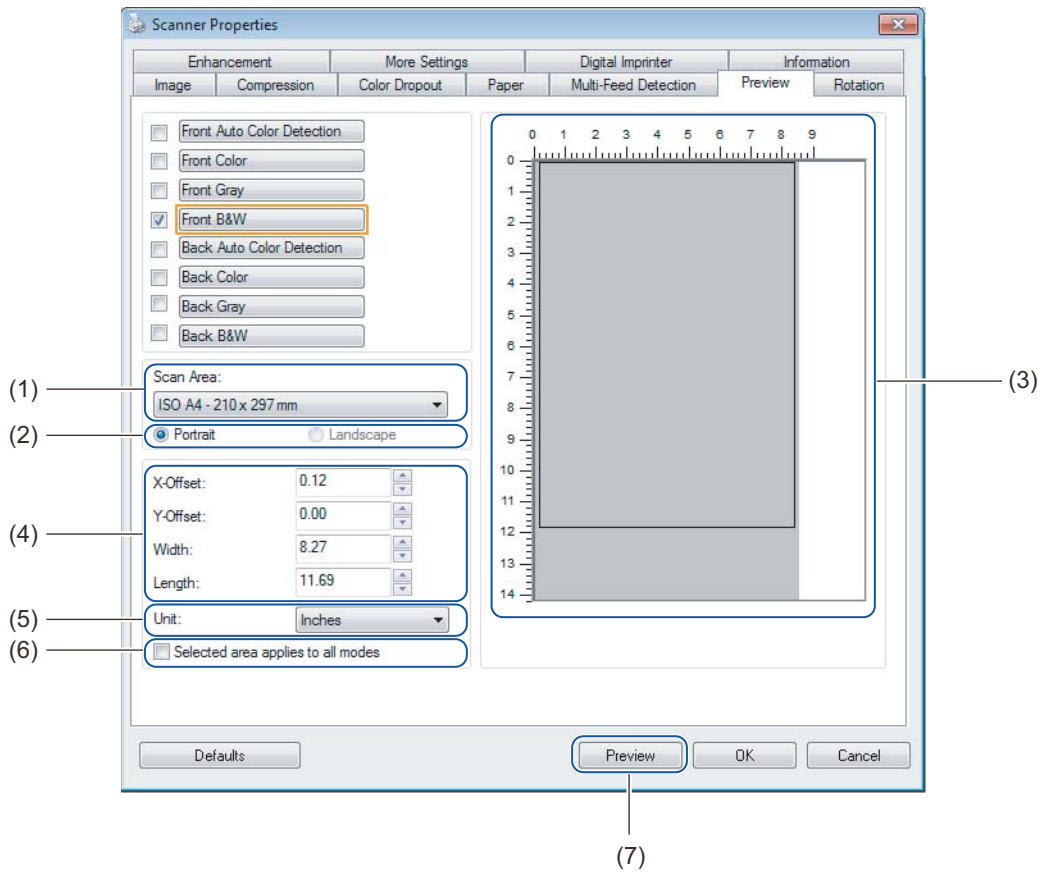 Scanner Properties
Enhancement More Settings Digital Imprinter Information
Image Compression Color Dropout Paper Multi-Feed Detection Preview Rotation
Front Auto Color Detection
Front Color
Front Gray
Front B&W
Back Auto Color Detection
Back Color
Back Gray
Back B&W
(1)
Scan Area:
ISO A4 - 210 x 297 mm
(2)
Portrait Landscape
(4)
X-Offset: 0.12
Y-Offset: 0.00
Width: 8.27
Length: 11.69
(5)
Unit: Inches
(6)
Selected area applies to all modes
0 1 2 3 4 5 6 7 8 9
0
1
2
3
4
5
6
7
8
9
10
11
12
13
14
(3)
Defaults Preview OK Cancel
(7)